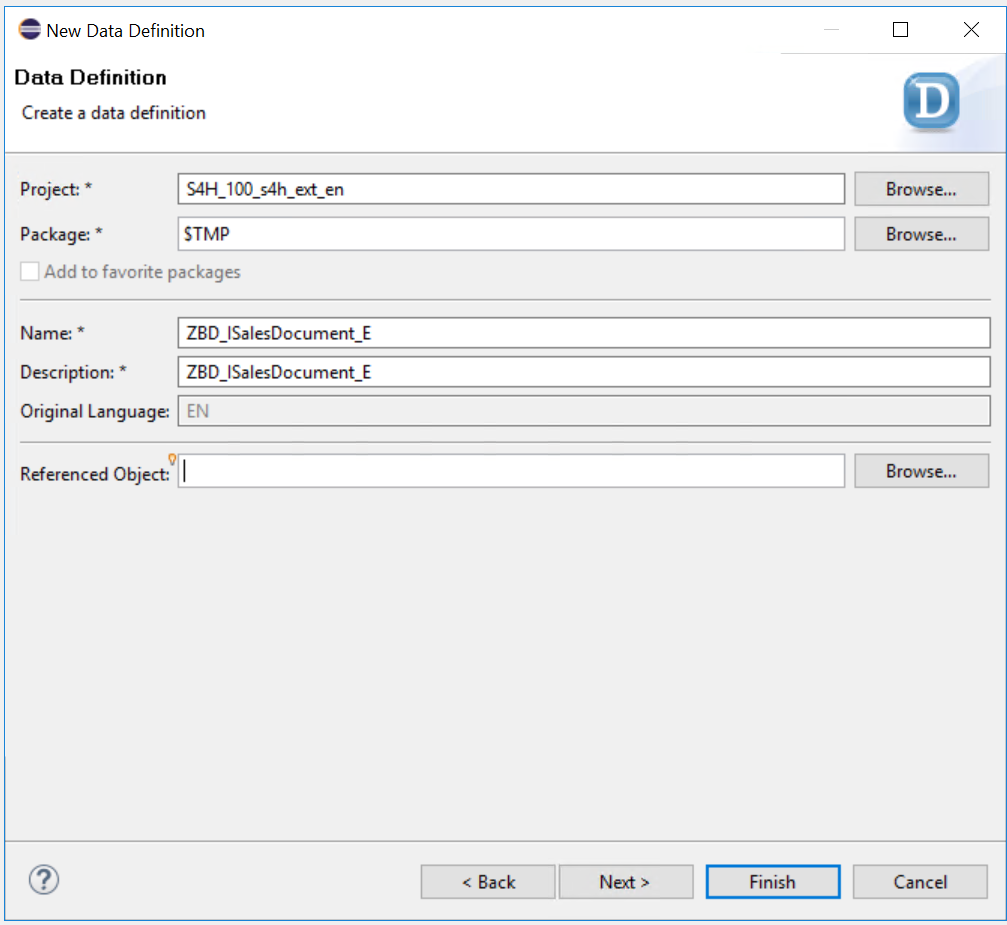 New Data Definition
Data Definition
Create a data definition
D
Project: * S4H_100_s4h_ext_en Browse...
Package: * $TMP Browse...
Add to favorite packages
Name: * ZBD_ISalesDocument_E
Description: * ZBD_ISalesDocument_E
Original Language: EN
Referenced Object: Browse...
? < Back Next > Finish Cancel